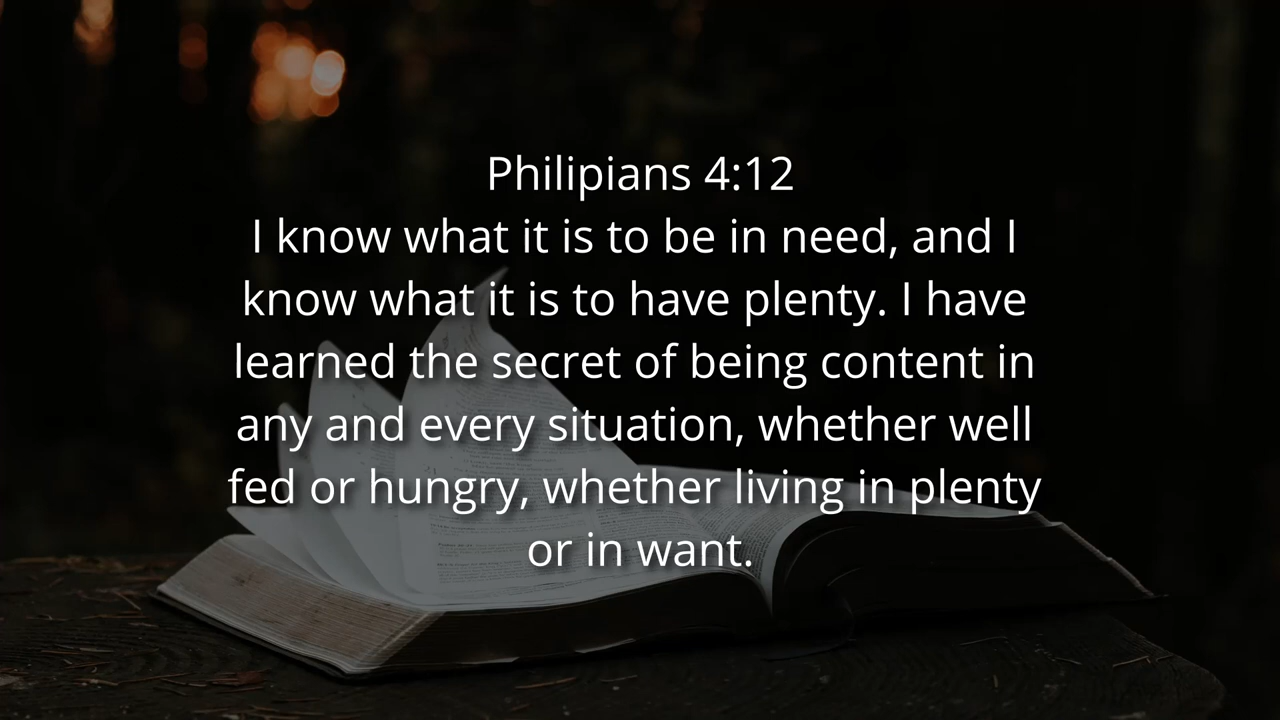 Philipians 4:12
I know what it is to be in need, and I
know what it is to have plenty. I have
learned the secret of being content in
any and every situation, whether well
fed or hungry, whether living in plenty
or in want.